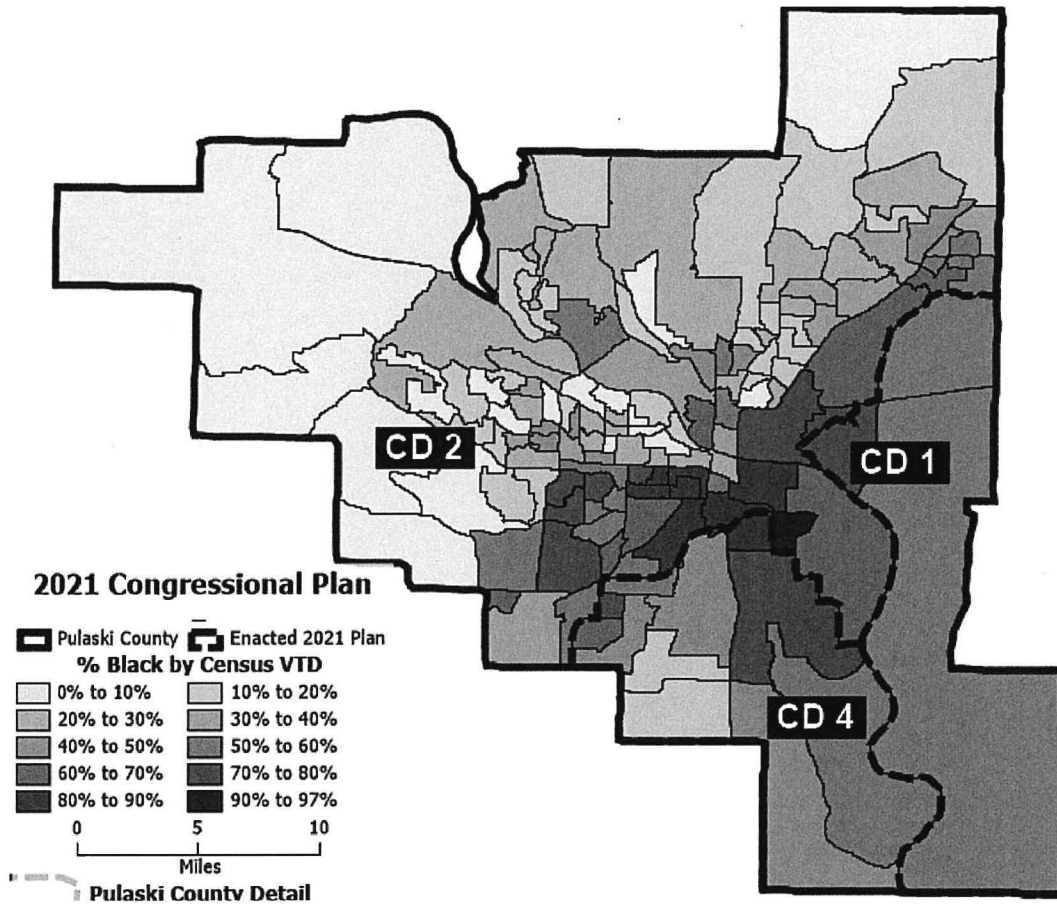 CD 2
CD 1
CD 4
2021 Congressional Plan
Pulaski County Enacted 2021 Plan
% Black by Census VTD
0% to 10% 10% to 20%
20% to 30% 30% to 40%
40% to 50% 50% to 60%
60% to 70% 70% to 80%
80% to 90% 90% to 97%
0 5 10
Miles
Pulaski County Detail